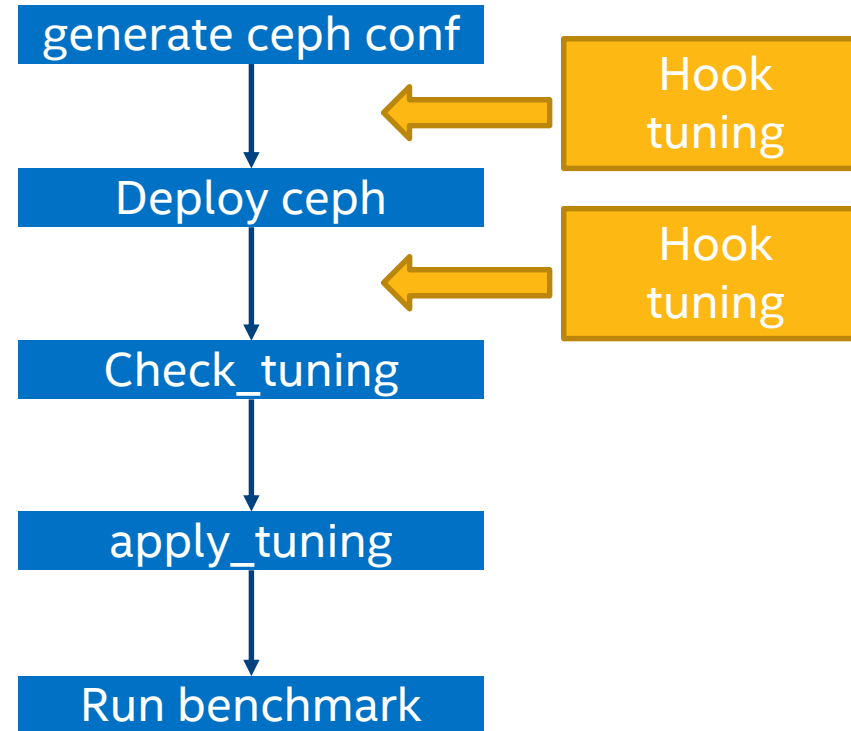 generate ceph conf
Hook
tuning
Deploy ceph
Hook
tuning
Check_tuning
apply_tuning
Run benchmark